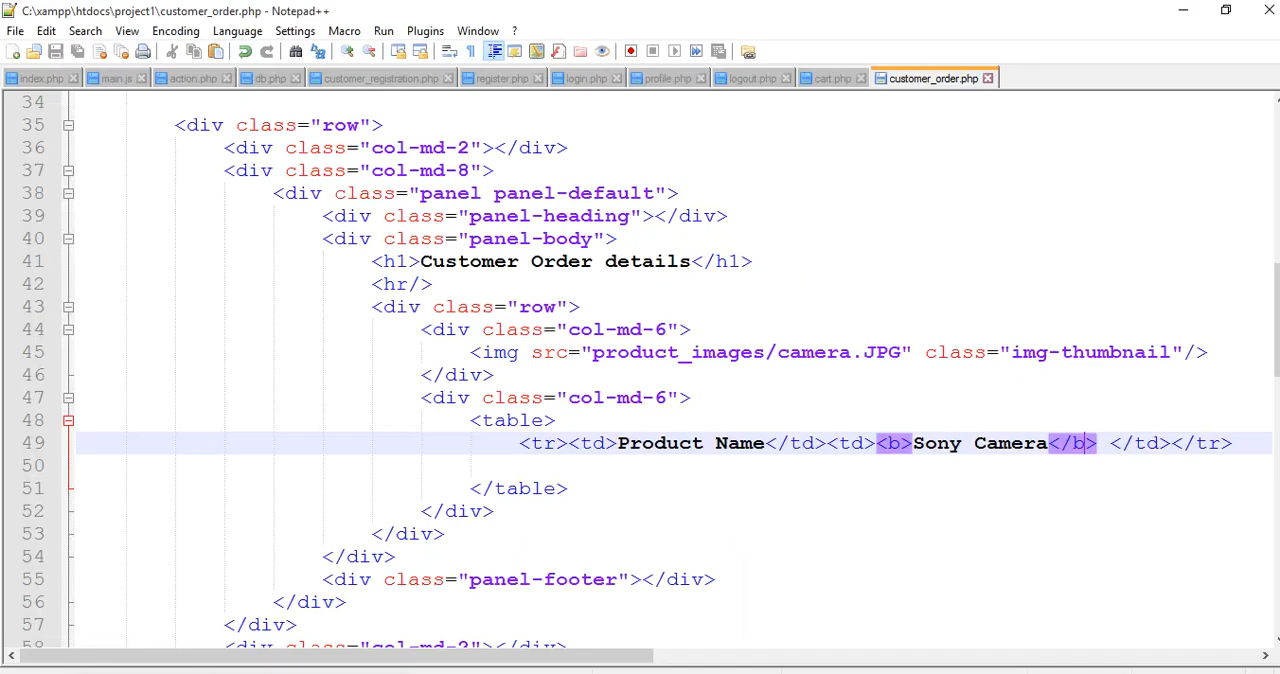 C:\xampp\htdocs\project1\customer_order.php - Notepad++
File Edit Search View Encoding Language Settings Macro Run Plugins Window ?
index.php main.js action.php db.php customer_registration.php register.php login.php profile.php logout.php cart.php customer_order.php
34
35 <div class="row">
36 <div class="col-md-2"></div>
37 <div class="col-md-8">
38 <div class="panel panel-default">
39 <div class="panel-heading"></div>
40 <div class="panel-body">
41 <h1>Customer Order details</h1>
42 <hr/>
43 <div class="row">
44 <div class="col-md-6">
45 <img src="product_images/camera.JPG" class="img-thumbnail"/>
46 </div>
47 <div class="col-md-6">
48 <table>
49 <tr><td>Product Name</td><td><b>Sony Camera</b> </td></tr>
50
51 </table>
52 </div>
53 </div>
54 </div>
55 <div class="panel-footer"></div>
56 </div>
57 </div>
58 <div class="col-md-2"></div>